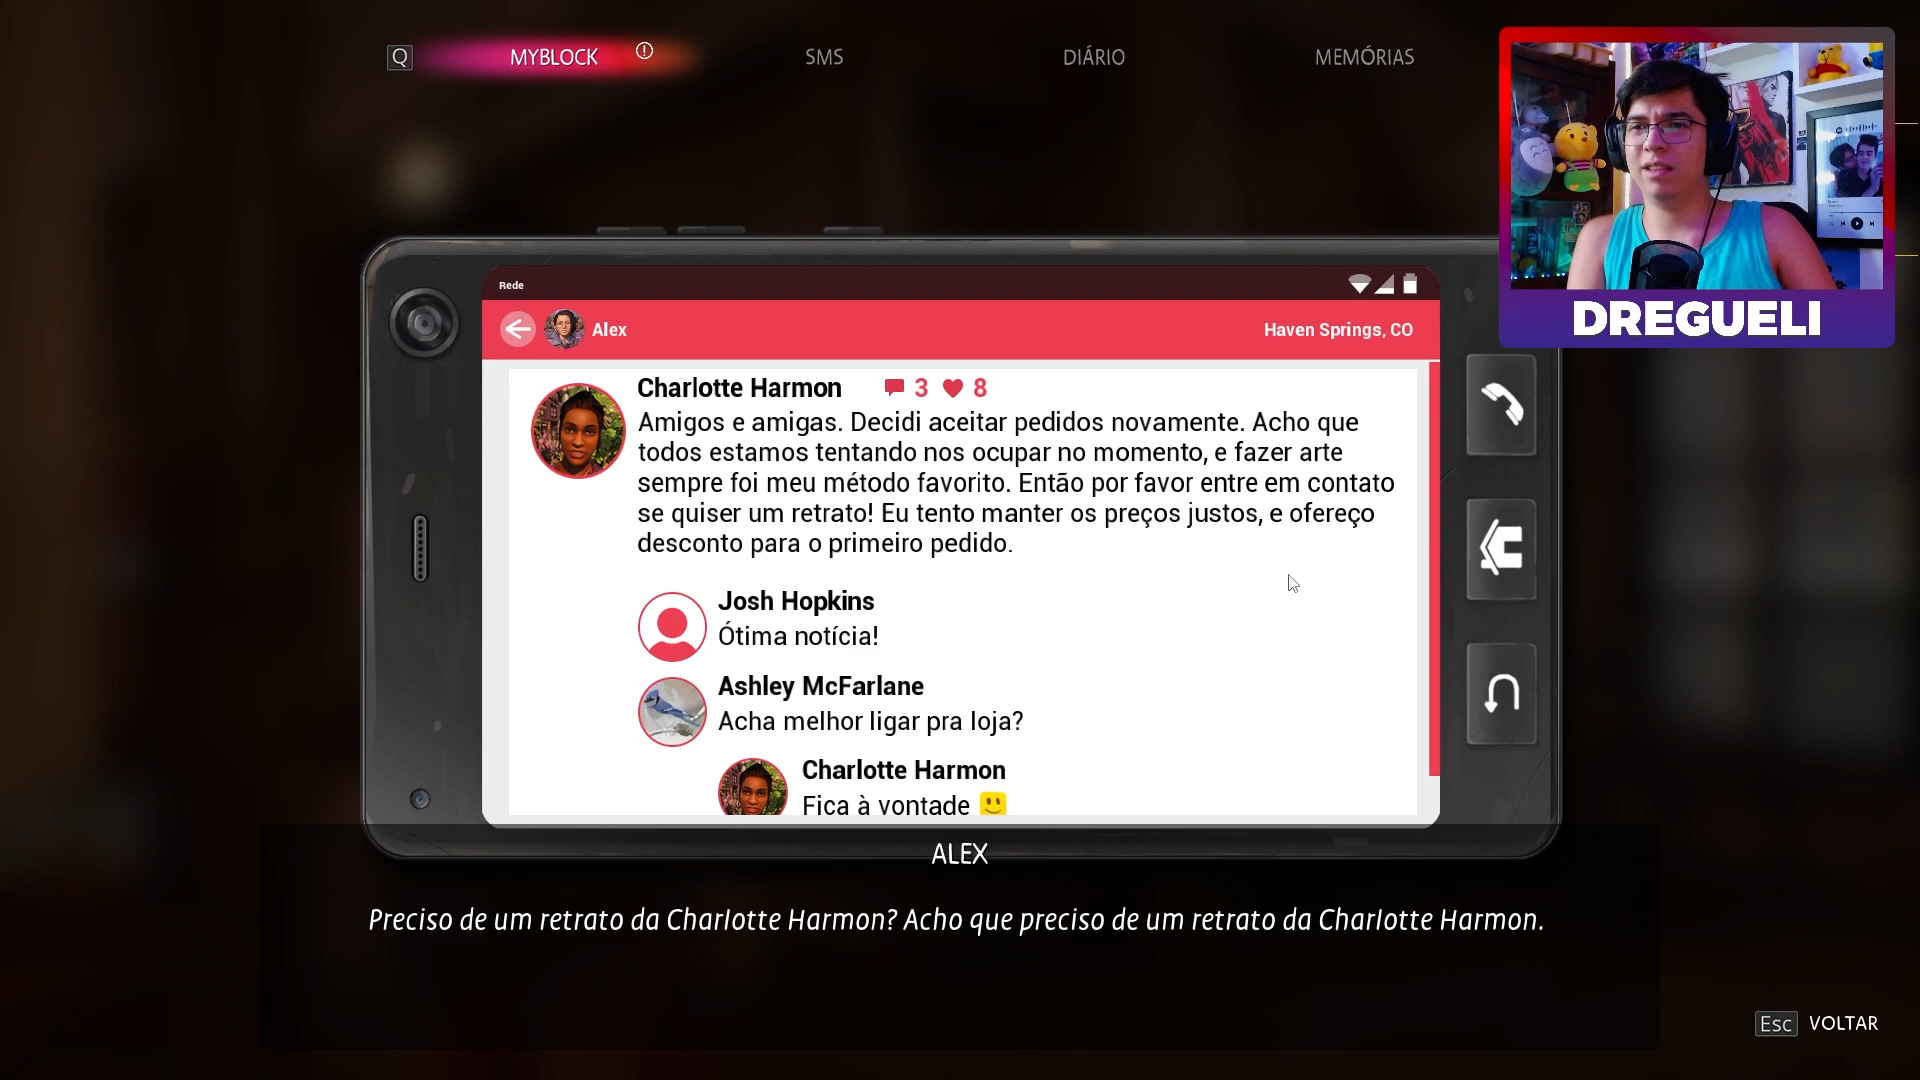 Q
MYBLOCK
SMS
DIÁRIO
MEMÓRIAS
DREGUELI
Rede
Alex
Haven Springs, CO
Charlotte Harmon 3 8
Amigos e amigas. Decidi aceitar pedidos novamente. Acho que
todos estamos tentando nos ocupar no momento, e fazer arte
sempre foi meu método favorito. Então por favor entre em contato
se quiser um retrato! Eu tento manter os preços justos, e ofereço
desconto para o primeiro pedido.
Josh Hopkins
Ótima notícia!
Ashley McFarlane
Acha melhor ligar pra loja?
Charlotte Harmon
Fica à vontade
ALEX
Preciso de um retrato da Charlotte Harmon? Acho que preciso de um retrato da Charlotte Harmon.
Esc VOLTAR